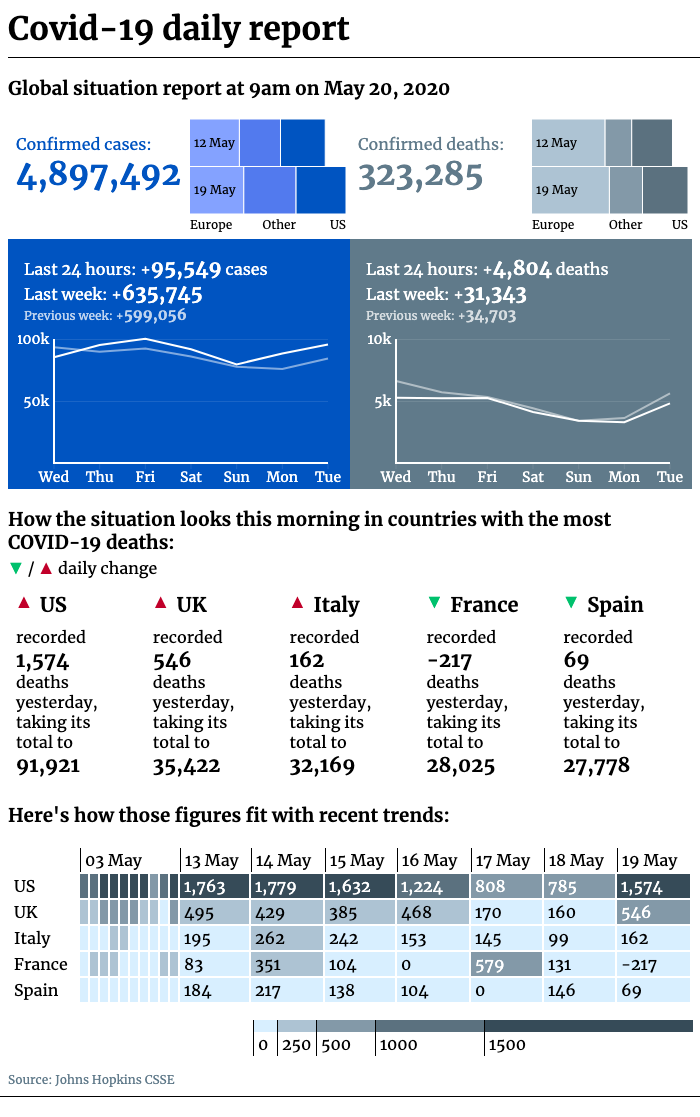 Covid-19 daily report
Global situation report at 9am on May 20, 2020
Confirmed cases:
4,897,492
12 May
19 May
Europe Other US
Confirmed deaths:
323,285
12 May
19 May
Europe Other US
Last 24 hours: +95,549 cases
Last week: +635,745
Previous week: +599,056
100k
50k
Wed Thu Fri Sat Sun Mon Tue
Last 24 hours: +4,804 deaths
Last week: +31,343
Previous week: +34,703
10k
5k
Wed Thu Fri Sat Sun Mon Tue
How the situation looks this morning in countries with the most
COVID-19 deaths:
▼ / ▲ daily change
▲ US
recorded
1,574
deaths
yesterday,
taking its
total to
91,921
▲ UK
recorded
546
deaths
yesterday,
taking its
total to
35,422
▲ Italy
recorded
162
deaths
yesterday,
taking its
total to
32,169
▼ France
recorded
-217
deaths
yesterday,
taking its
total to
28,025
▼ Spain
recorded
69
deaths
yesterday,
taking its
total to
27,778
Here's how those figures fit with recent trends:
03 May 13 May 14 May 15 May 16 May 17 May 18 May 19 May
US 1,763 1,779 1,632 1,224 808 785 1,574
UK 495 429 385 468 170 160 546
Italy 195 262 242 153 145 99 162
France 83 351 104 0 579 131 -217
Spain 184 217 138 104 0 146 69
0 250 500 1000 1500
Source: Johns Hopkins CSSE